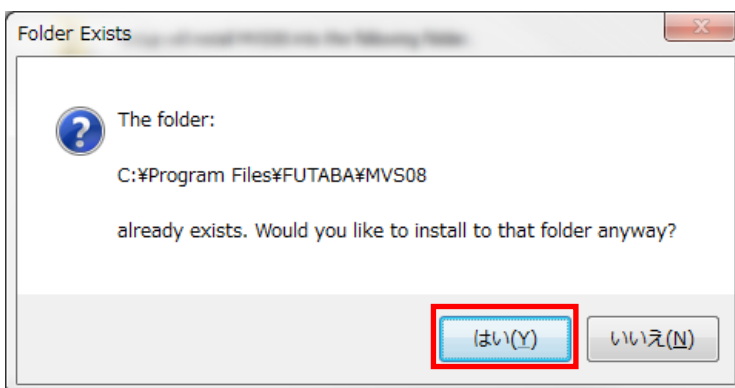 Folder Exists
The folder:
C:¥Program Files¥FUTABA¥MVS08
already exists. Would you like to install to that folder anyway?
はい(Y)
いいえ(N)